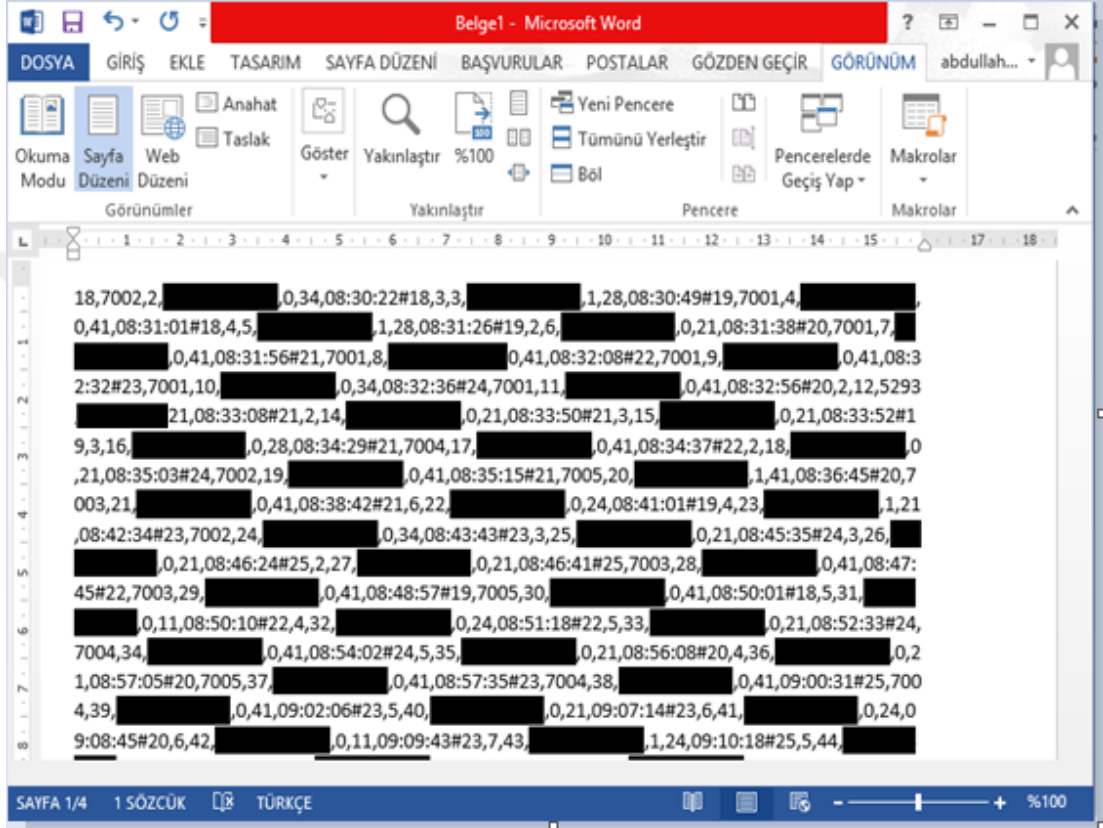 Belge1 - Microsoft Word
DOSYA GİRİŞ EKLE TASARIM SAYFA DÜZENİ BAŞVURULAR POSTALAR GÖZDEN GEÇİR GÖRÜNÜM abdullah...
Okuma Modu
Sayfa Düzeni
Web Düzeni
Anahat
Taslak
Göster
Yakınlaştır
%100
Yeni Pencere
Tümünü Yerleştir
Böl
Pencerelerde Geçiş Yap
Makrolar
Görünümler Yakınlaştır Pencere Makrolar
1 2 3 4 5 6 7 8 9 10 11 12 13 14 15 17 18
18,7002,2, ,0,34,08:30:22#18,3,3, ,1,28,08:30:49#19,7001,4, ,
0,41,08:31:01#18,4,5, ,1,28,08:31:26#19,2,6, ,0,21,08:31:38#20,7001,7,
,0,41,08:31:56#21,7001,8, 0,41,08:32:08#22,7001,9, ,0,41,08:3
2:32#23,7001,10, ,0,34,08:32:36#24,7001,11, ,0,41,08:32:56#20,2,12,5293
21,08:33:08#21,2,14, ,0,21,08:33:50#21,3,15, ,0,21,08:33:52#1
9,3,16, ,0,28,08:34:29#21,7004,17, ,0,41,08:34:37#22,2,18, ,0
,21,08:35:03#24,7002,19, ,0,41,08:35:15#21,7005,20, ,1,41,08:36:45#20,7
003,21, ,0,41,08:38:42#21,6,22, ,0,24,08:41:01#19,4,23, ,1,21
,08:42:34#23,7002,24, ,0,34,08:43:43#23,3,25, ,0,21,08:45:35#24,3,26,
,0,21,08:46:24#25,2,27, ,0,21,08:46:41#25,7003,28, ,0,41,08:47:
45#22,7003,29, ,0,41,08:48:57#19,7005,30, ,0,41,08:50:01#18,5,31,
,0,11,08:50:10#22,4,32, ,0,24,08:51:18#22,5,33, ,0,21,08:52:33#24,
7004,34, ,0,41,08:54:02#24,5,35, ,0,21,08:56:08#20,4,36, ,0,2
1,08:57:05#20,7005,37, ,0,41,08:57:35#23,7004,38, ,0,41,09:00:31#25,700
4,39, ,0,41,09:02:06#23,5,40, ,0,21,09:07:14#23,6,41, ,0,24,0
9:08:45#20,6,42, ,0,11,09:09:43#23,7,43, ,1,24,09:10:18#25,5,44,
SAYFA 1/4 1 SÖZCÜK TÜRKÇE %100